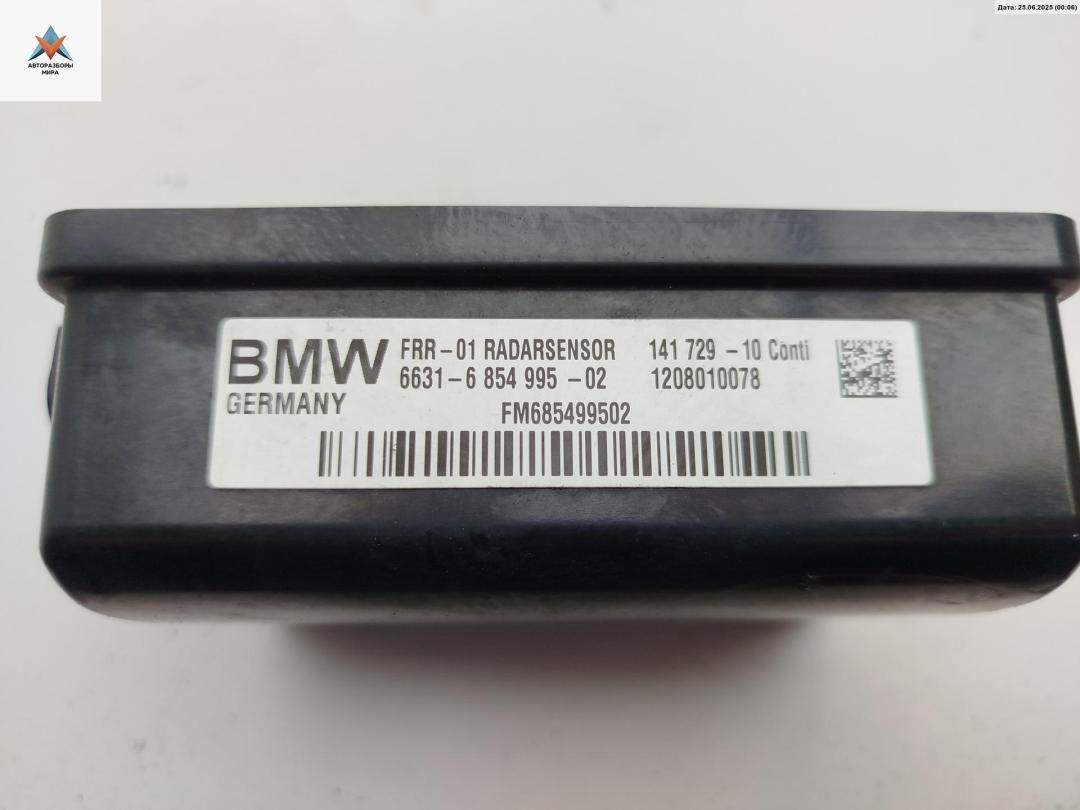 Дата: 25.06.2025 (00:06)
АВТОРАЗБОРЫ
МИРА
BMW FRR-01 RADARSENSOR 141 729 -10 Conti
6631-6 854 995 -02 1208010078
GERMANY FM685499502